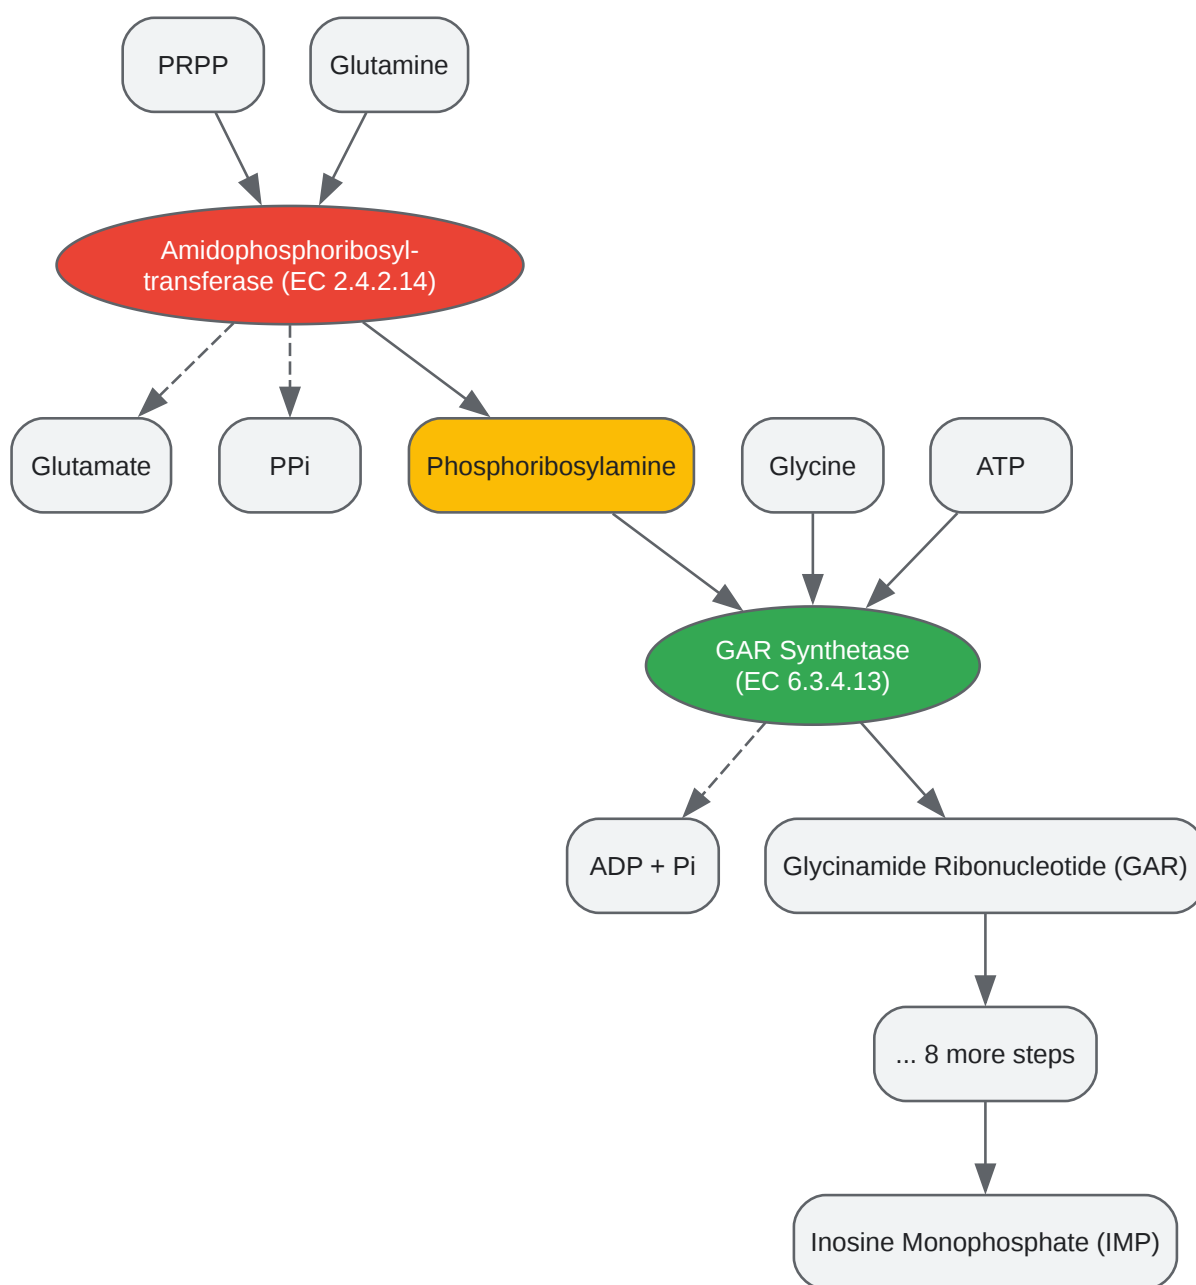 PRPP
Glutamine
Amidophosphoribosyl-
transferase (EC 2.4.2.14)
Glutamate
PPi
Phosphoribosylamine
Glycine
ATP
GAR Synthetase
(EC 6.3.4.13)
ADP + Pi
Glycinamide Ribonucleotide (GAR)
... 8 more steps
Inosine Monophosphate (IMP)